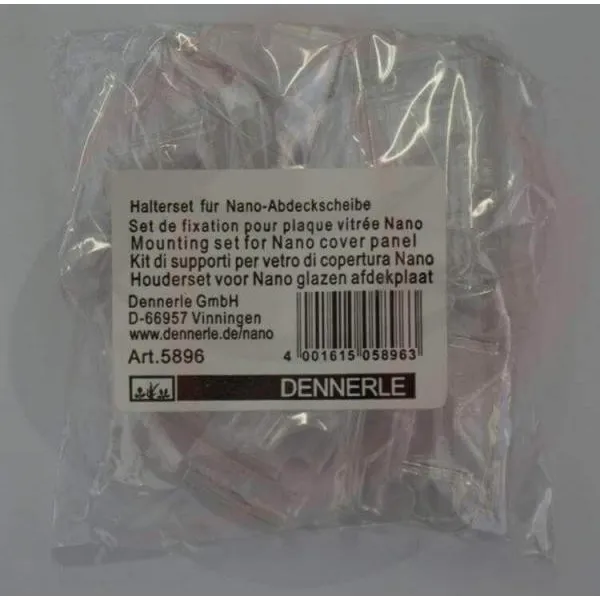 Halterset für Nano-Abdeckscheibe
Set de fixation pour plaque vitrée Nano
Mounting set for Nano cover panel
Kit di supporti per vetro di copertura Nano
Houderset voor Nano glazen afdekplaat
Dennerle GmbH
D-66957 Vinningen
www.dennerle.de/nano
Art.5896
4 001615 058963
DENNERLE